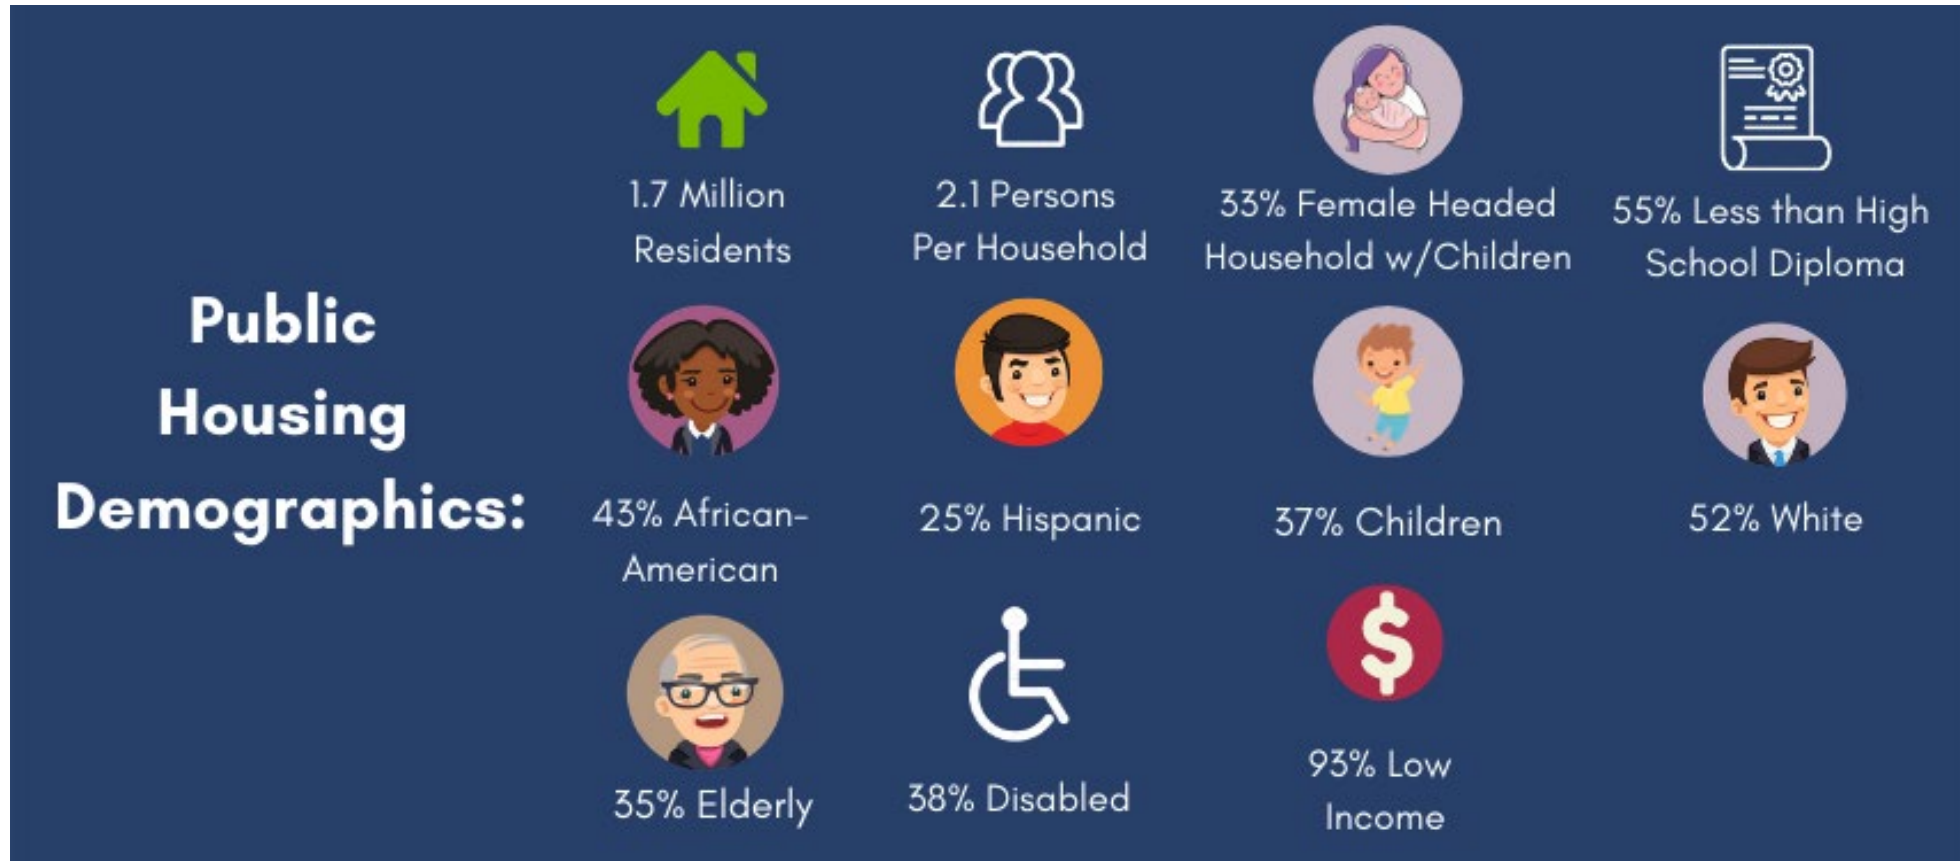 Public
Housing
Demographics:
1.7 Million
Residents
2.1 Persons
Per Household
33% Female Headed
Household w/Children
55% Less than High
School Diploma
43% African-
American
25% Hispanic
37% Children
52% White
35% Elderly
38% Disabled
$
93% Low
Income